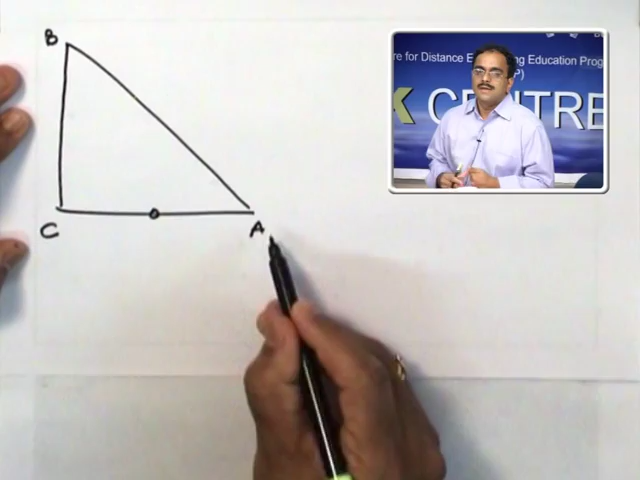 B
C
A
re for Distance E
ng Education Prog
P)
CENTRE